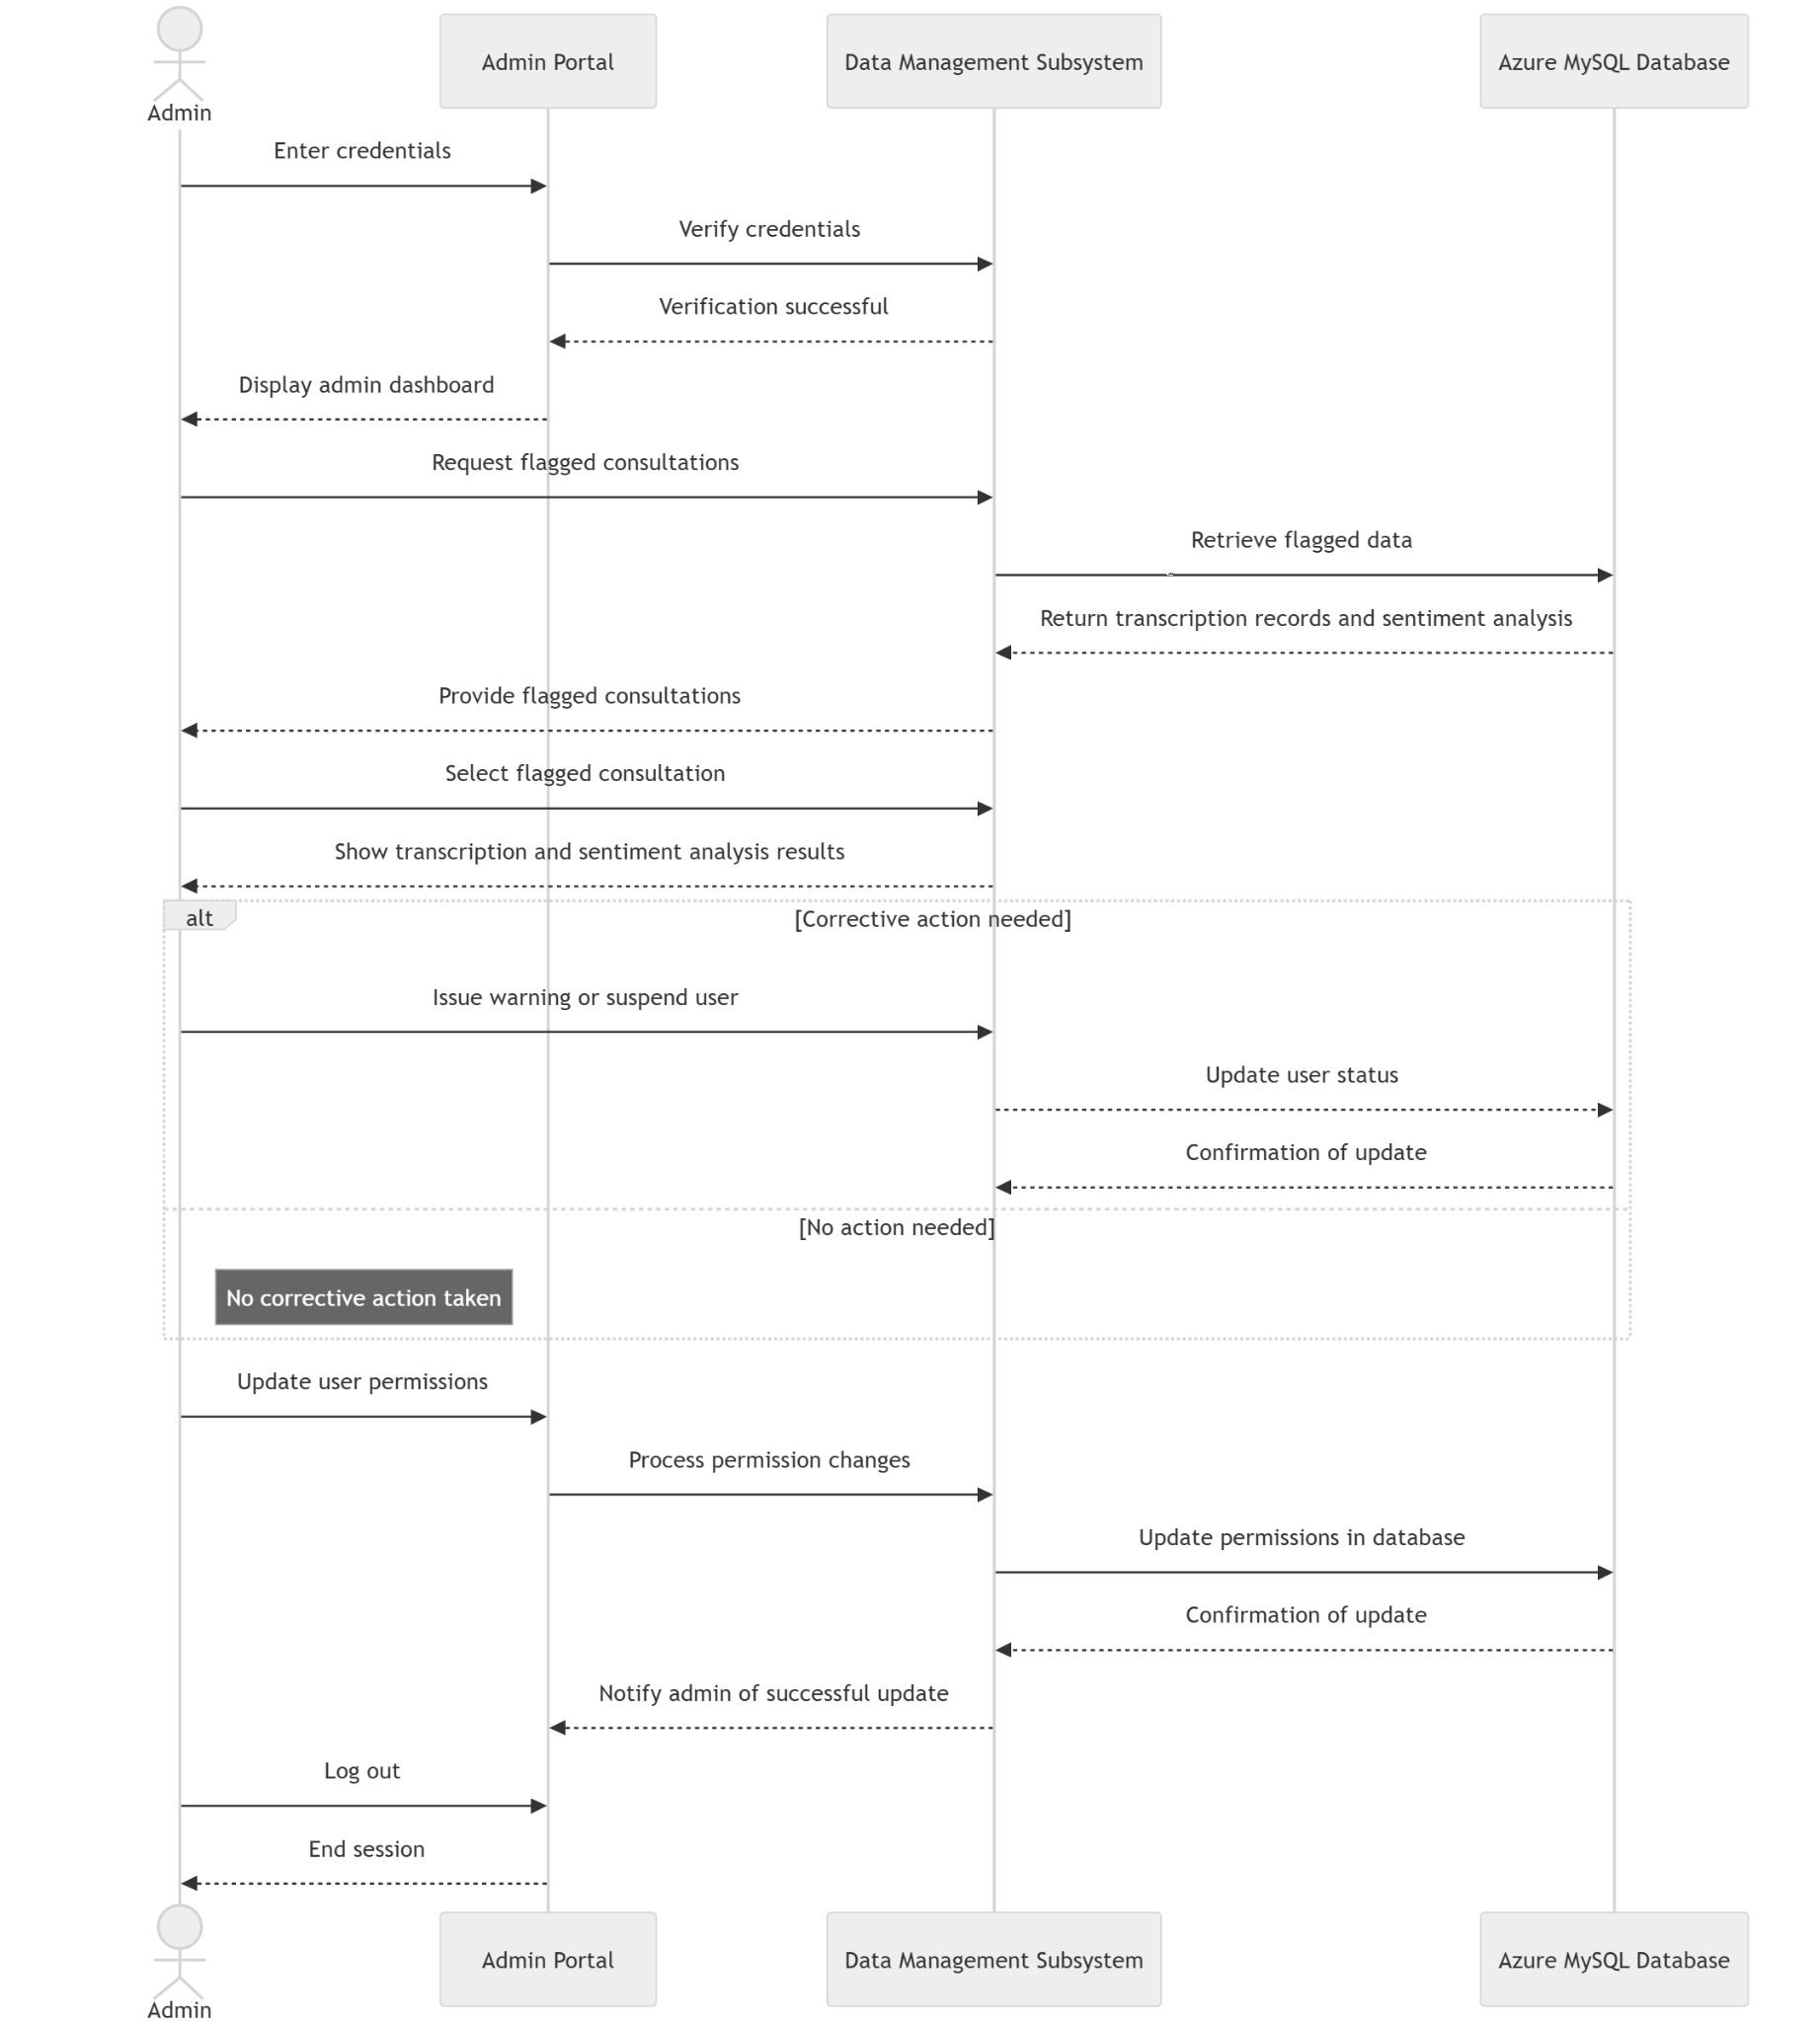 Admin Portal
Data Management Subsystem
Azure MySQL Database
Admin
Enter credentials
Verify credentials
Verification successful
Display admin dashboard
Request flagged consultations
Retrieve flagged data
Return transcription records and sentiment analysis
Provide flagged consultations
Select flagged consultation
Show transcription and sentiment analysis results
alt
[Corrective action needed]
Issue warning or suspend user
Update user status
Confirmation of update
[No action needed]
No corrective action taken
Update user permissions
Process permission changes
Update permissions in database
Confirmation of update
Notify admin of successful update
Log out
End session
Admin Portal
Data Management Subsystem
Azure MySQL Database
Admin